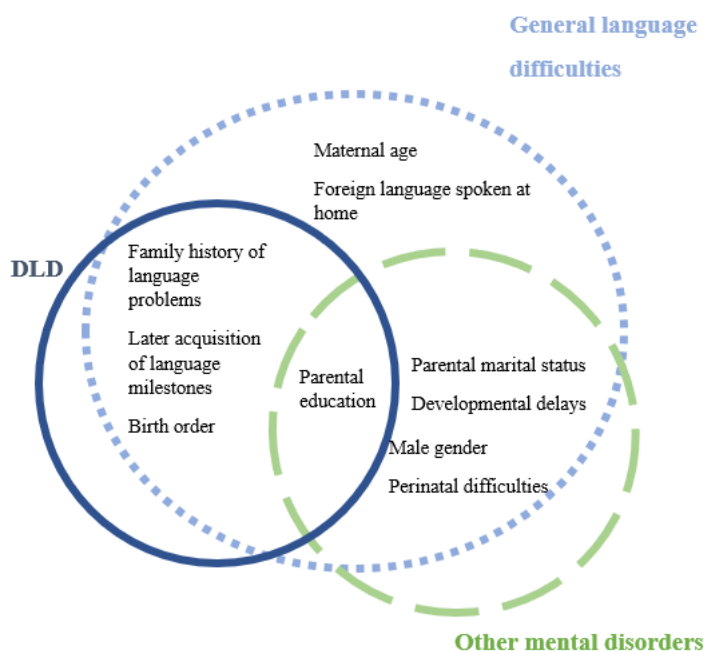 General language
difficulties
Maternal age
Foreign language spoken at
home
DLD
Family history of
language
problems
Later acquisition
of language
milestones
Birth order
Parental
education
Parental marital status
Developmental delays
Male gender
Perinatal difficulties
Other mental disorders